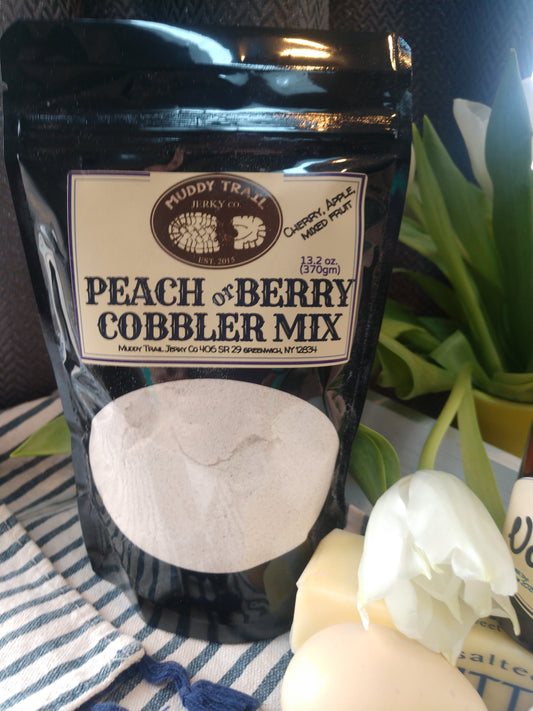 MUDDY TRAIL
JERKY CO.
EST. 2015
CHERRY, APPLE,
MIXED FRUIT
13.2 oz.
(370gm)
PEACH or BERRY
COBBLER MIX
MUDDY TRAIL JERKY CO 406 SR 29 GREENWICH, NY 12834